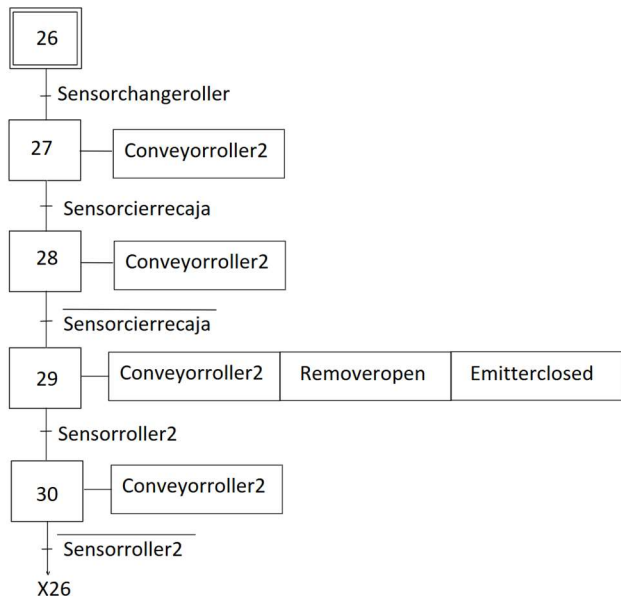 26
Sensorchangeroller
27
Conveyorroller2
Sensorcierrecaja
28
Conveyorroller2
Sensorcierrecaja
29
Conveyorroller2
Removeropen
Emitterclosed
Sensorroller2
30
Conveyorroller2
Sensorroller2
X26